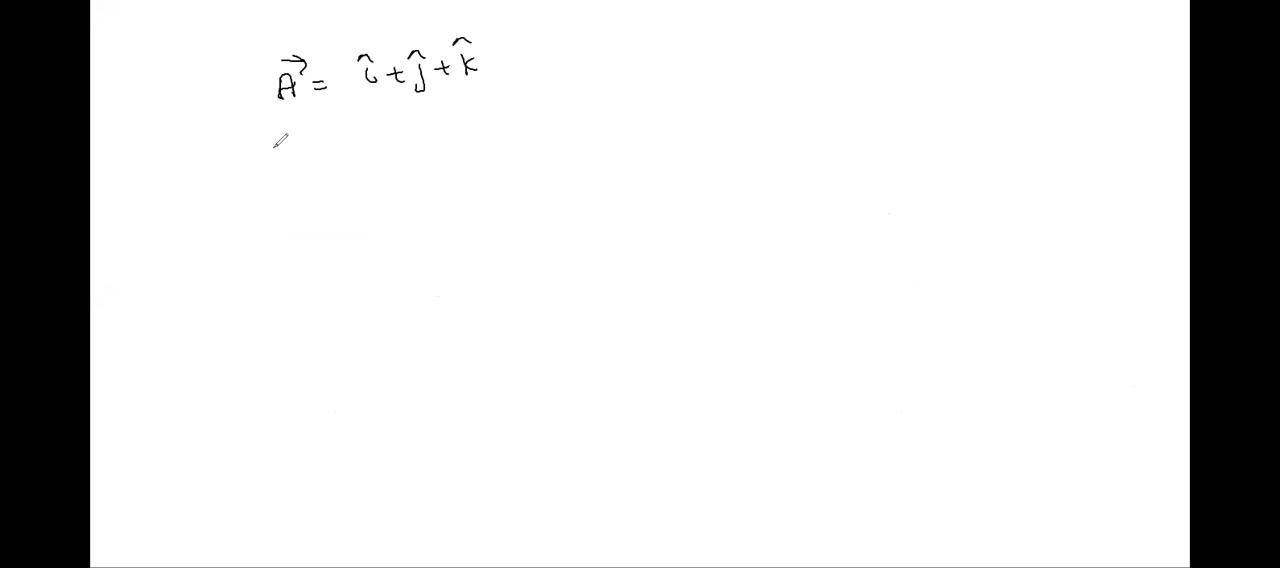 A⃗ = î + ĵ + k̂